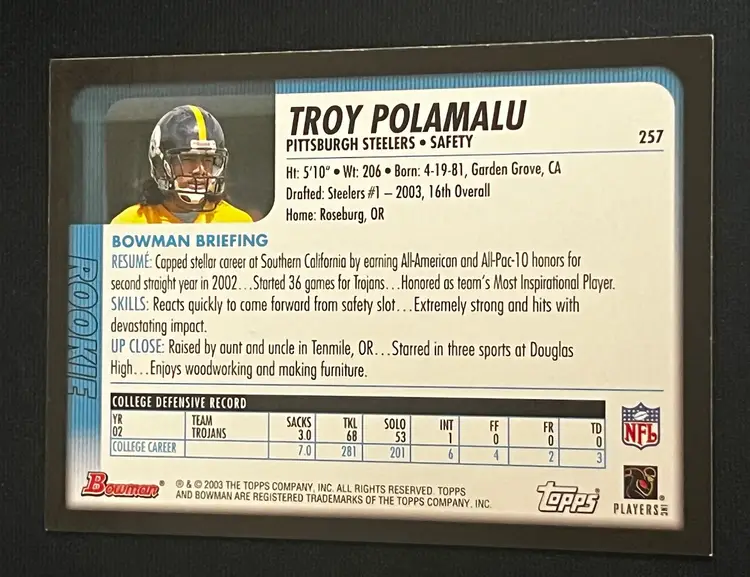 TROY POLAMALU
PITTSBURGH STEELERS • SAFETY
257
Ht: 5'10" • Wt: 206 • Born: 4-19-81, Garden Grove, CA
Drafted: Steelers #1 – 2003, 16th Overall
Home: Roseburg, OR
ROOKIE
BOWMAN BRIEFING
RESUMÉ: Capped stellar career at Southern California by earning All-American and All-Pac-10 honors for
second straight year in 2002...Started 36 games for Trojans...Honored as team's Most Inspirational Player.
SKILLS: Reacts quickly to come forward from safety slot...Extremely strong and hits with
devastating impact.
UP CLOSE: Raised by aunt and uncle in Tenmile, OR...Starred in three sports at Douglas
High...Enjoys woodworking and making furniture.
COLLEGE DEFENSIVE RECORD
YR TEAM SACKS TKL SOLO INT FF FR TD
02 TROJANS 3.0 68 53 1 0 0 0
COLLEGE CAREER 7.0 281 201 6 4 2 3
NFL
Bowman
® & © 2003 THE TOPPS COMPANY, INC. ALL RIGHTS RESERVED. TOPPS
AND BOWMAN ARE REGISTERED TRADEMARKS OF THE TOPPS COMPANY, INC.
Topps
PLAYERS INC